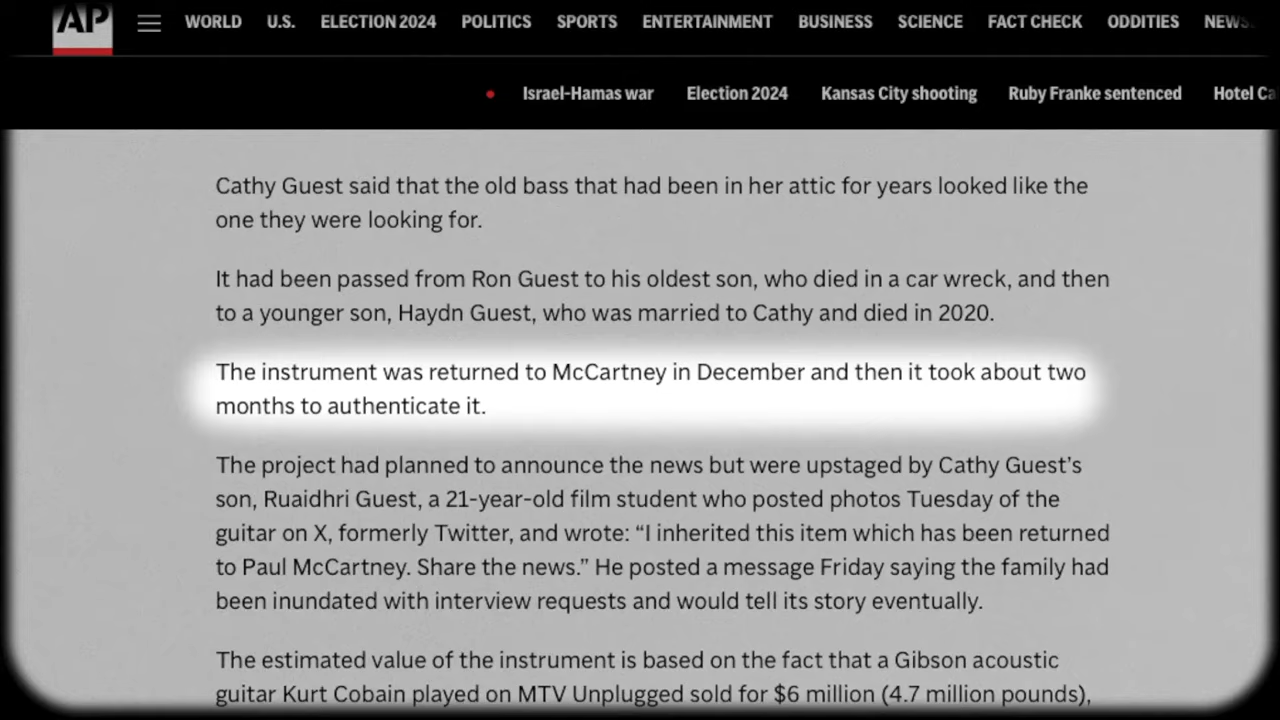 AP
WORLD U.S. ELECTION 2024 POLITICS SPORTS ENTERTAINMENT BUSINESS SCIENCE FACT CHECK ODDITIES
Israel-Hamas war Election 2024 Kansas City shooting Ruby Franke sentenced Hotel
Cathy Guest said that the old bass that had been in her attic for years looked like the
one they were looking for.
It had been passed from Ron Guest to his oldest son, who died in a car wreck, and then
to a younger son, Haydn Guest, who was married to Cathy and died in 2020.
The instrument was returned to McCartney in December and then it took about two
months to authenticate it.
The project had planned to announce the news but were upstaged by Cathy Guest’s
son, Ruaidhri Guest, a 21-year-old film student who posted photos Tuesday of the
guitar on X, formerly Twitter, and wrote: “I inherited this item which has been returned
to Paul McCartney. Share the news.” He posted a message Friday saying the family had
been inundated with interview requests and would tell its story eventually.
The estimated value of the instrument is based on the fact that a Gibson acoustic
guitar Kurt Cobain played on MTV Unplugged sold for $6 million (4.7 million pounds),